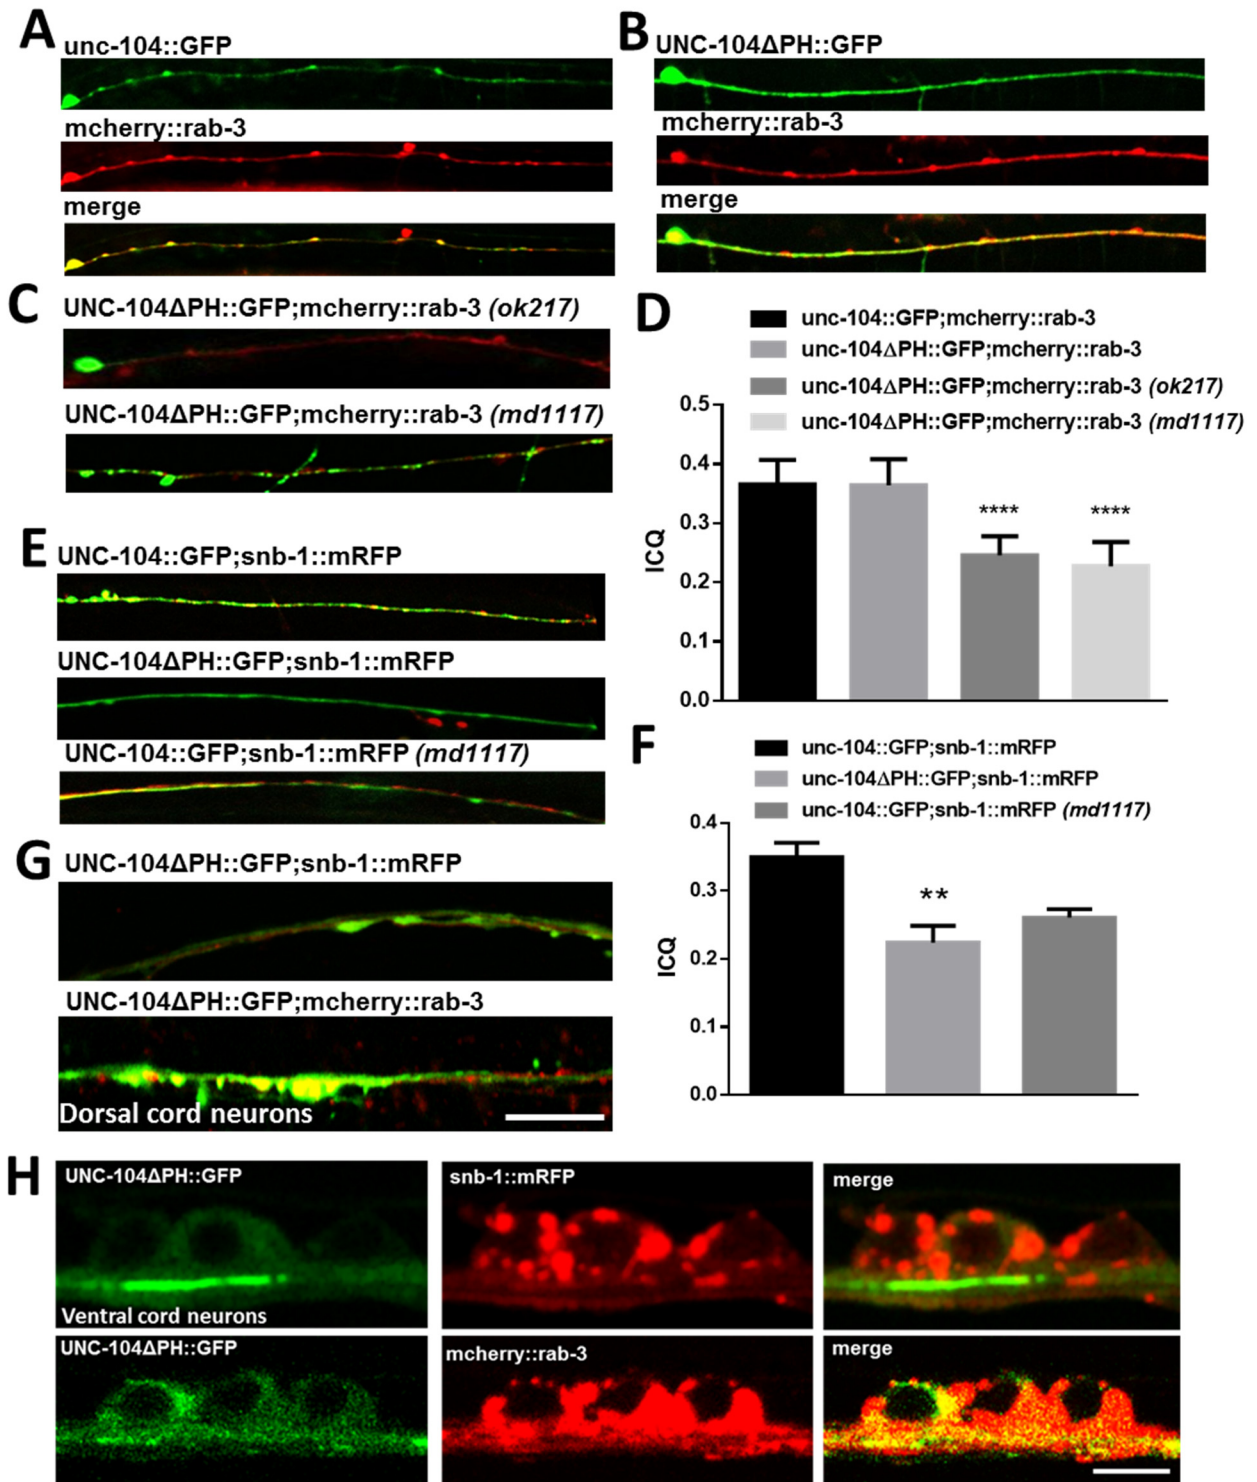 A
unc-104::GFP
mcherry::rab-3
merge
B
UNC-104ΔPH::GFP
mcherry::rab-3
merge
C
UNC-104ΔPH::GFP;mcherry::rab-3 (ok217)
UNC-104ΔPH::GFP;mcherry::rab-3 (md1117)
D
unc-104::GFP;mcherry::rab-3
unc-104ΔPH::GFP;mcherry::rab-3
unc-104ΔPH::GFP;mcherry::rab-3 (ok217)
unc-104ΔPH::GFP;mcherry::rab-3 (md1117)
0.5
0.4
0.3
0.2
0.1
0.0
ICQ
****
****
E
UNC-104::GFP;snb-1::mRFP
UNC-104ΔPH::GFP;snb-1::mRFP
UNC-104::GFP;snb-1::mRFP (md1117)
F
unc-104::GFP;snb-1::mRFP
unc-104ΔPH::GFP;snb-1::mRFP
unc-104::GFP;snb-1::mRFP (md1117)
0.4
0.3
0.2
0.1
0.0
ICQ
**
G
UNC-104ΔPH::GFP;snb-1::mRFP
UNC-104ΔPH::GFP;mcherry::rab-3
Dorsal cord neurons
H
UNC-104ΔPH::GFP
snb-1::mRFP
merge
Ventral cord neurons
UNC-104ΔPH::GFP
mcherry::rab-3
merge